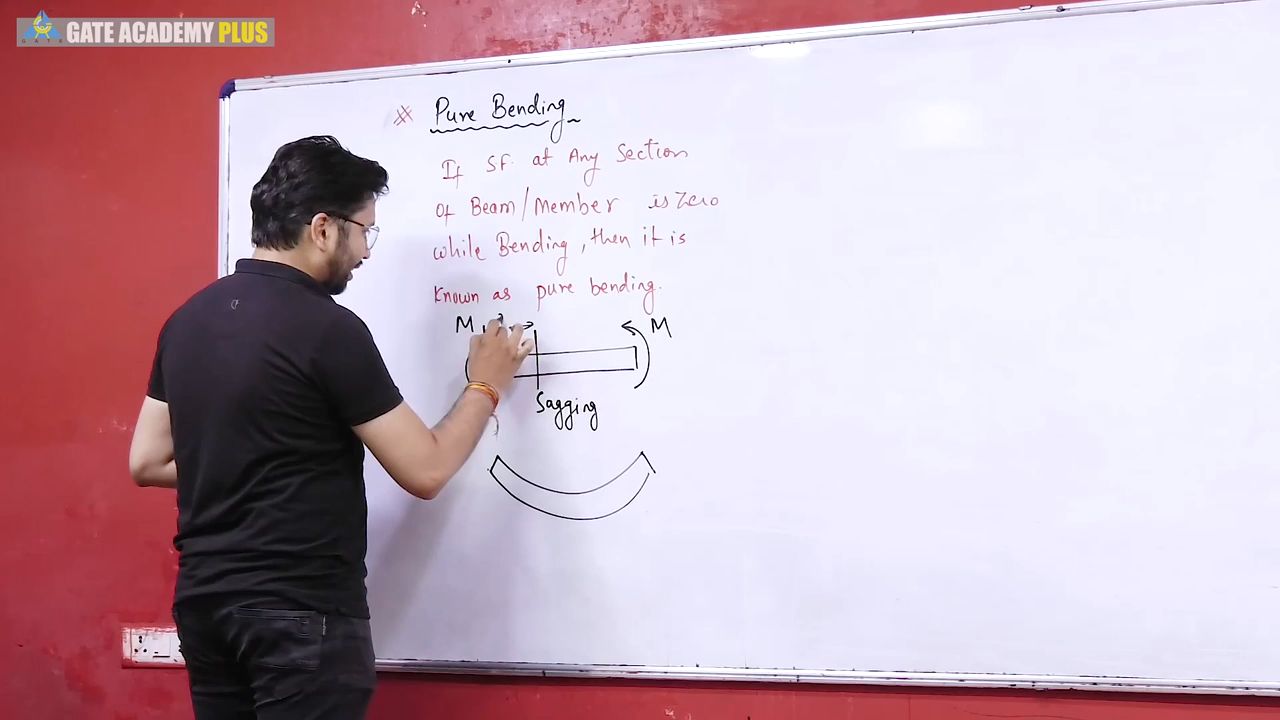 GATE ACADEMY PLUS
GATE
Pure Bending
If SF. at Any Section
of Beam/Member is Zero
while Bending, then it is
known as pure bending.
M M
Sagging